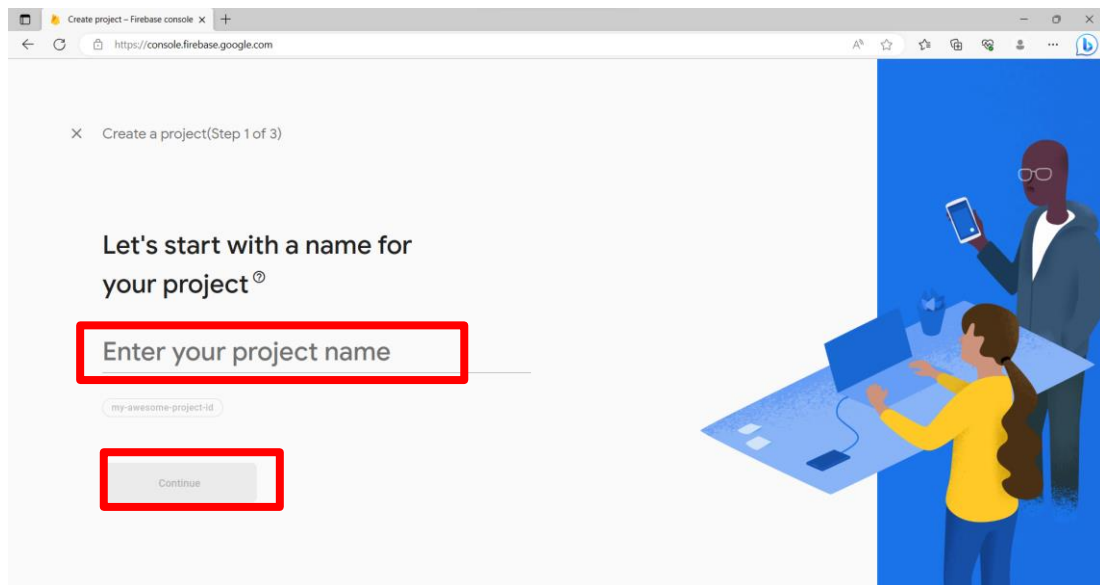 Create project – Firebase console
https://console.firebase.google.com
Create a project(Step 1 of 3)
Let's start with a name for
your project
Enter your project name
my-awesome-project-id
Continue